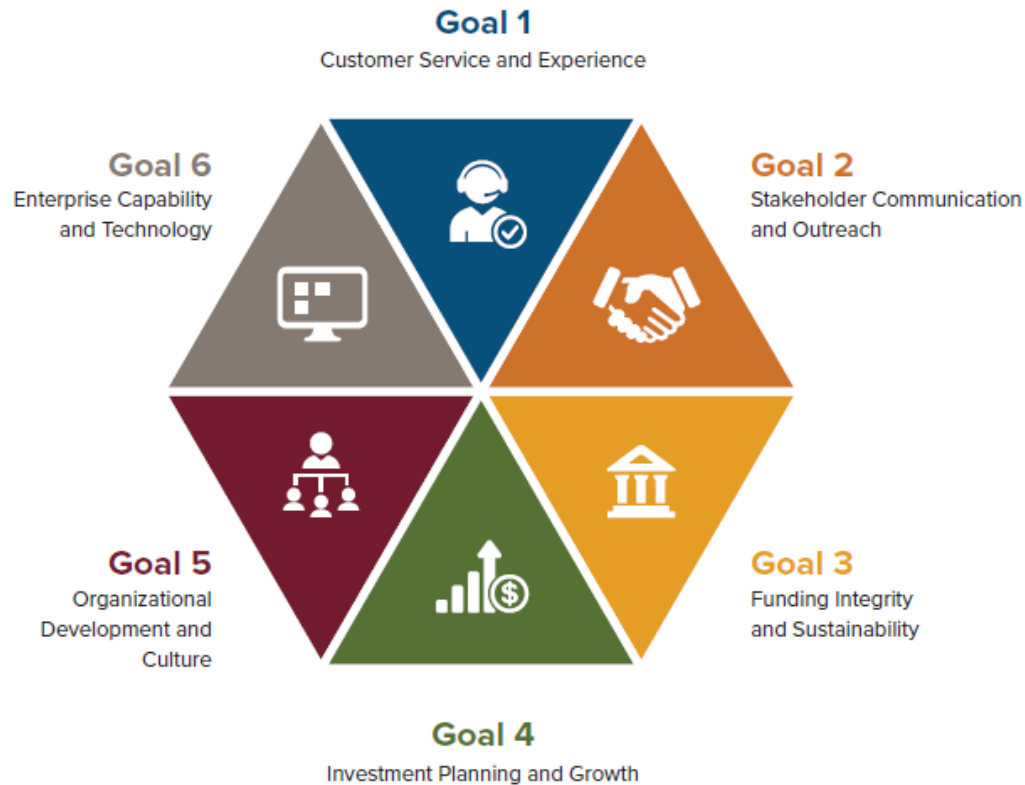 Goal 1
Customer Service and Experience
Goal 2
Stakeholder Communication
and Outreach
Goal 3
Funding Integrity
and Sustainability
Goal 4
Investment Planning and Growth
Goal 5
Organizational
Development and
Culture
Goal 6
Enterprise Capability
and Technology
$